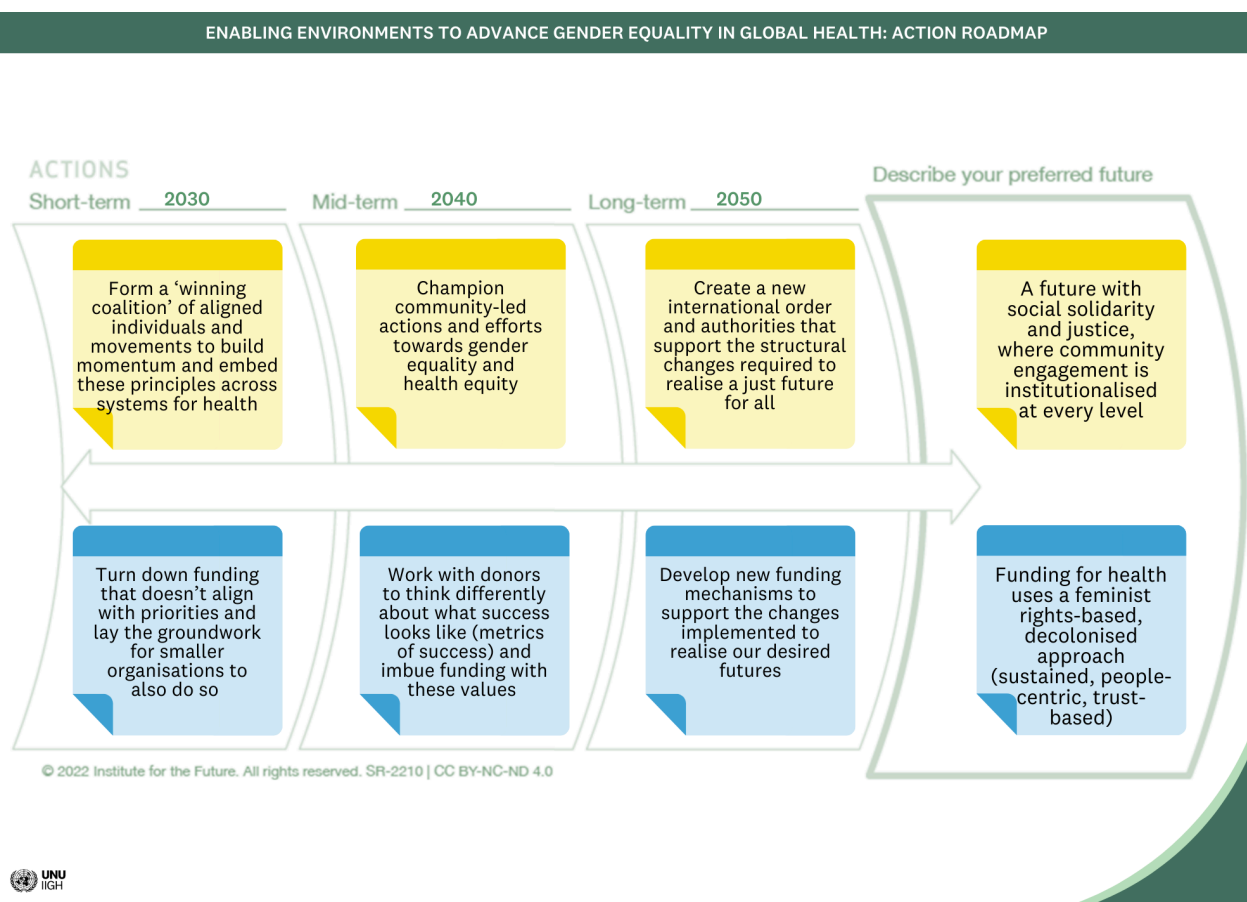 ENABLING ENVIRONMENTS TO ADVANCE GENDER EQUALITY IN GLOBAL HEALTH: ACTION ROADMAP
ACTIONS
Short-term 2030
Mid-term 2040
Long-term 2050
Describe your preferred future
Form a ‘winning
coalition’ of aligned
individuals and
movements to build
momentum and embed
these principles across
systems for health
Champion
community-led
actions and efforts
towards gender
equality and
health equity
Create a new
international order
and authorities that
support the structural
changes required to
realise a just future
for all
A future with
social solidarity
and justice,
where community
engagement is
institutionalised
at every level
Turn down funding
that doesn’t align
with priorities and
lay the groundwork
for smaller
organisations to
also do so
Work with donors
to think differently
about what success
looks like (metrics
of success) and
imbue funding with
these values
Develop new funding
mechanisms to
support the changes
implemented to
realise our desired
futures
Funding for health
uses a feminist
rights-based,
decolonised
approach
(sustained, people-
centric, trust-
based)
© 2022 Institute for the Future. All rights reserved. SR-2210 | CC BY-NC-ND 4.0
UNU
IIGH